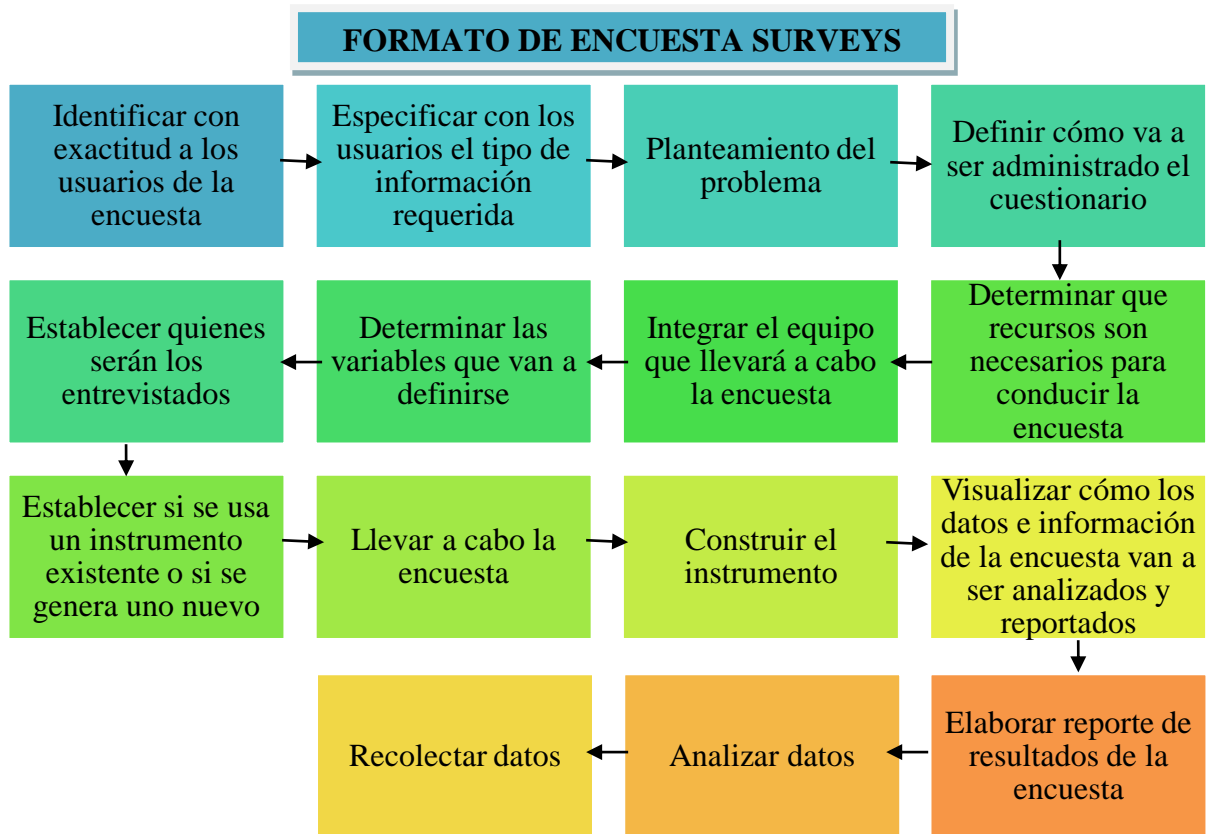 FORMATO DE ENCUESTA SURVEYS
Identificar con
exactitud a los
usuarios de la
encuesta
Especificar con los
usuarios el tipo de
información
requerida
Planteamiento del
problema
Definir cómo va a
ser administrado el
cuestionario
Determinar que
recursos son
necesarios para
conducir la
encuesta
Integrar el equipo
que llevará a cabo
la encuesta
Determinar las
variables que van a
definirse
Establecer quienes
serán los
entrevistados
Establecer si se usa
un instrumento
existente o si se
genera uno nuevo
Llevar a cabo la
encuesta
Construir el
instrumento
Visualizar cómo los
datos e información
de la encuesta van a
ser analizados y
reportados
Elaborar reporte de
resultados de la
encuesta
Analizar datos
Recolectar datos